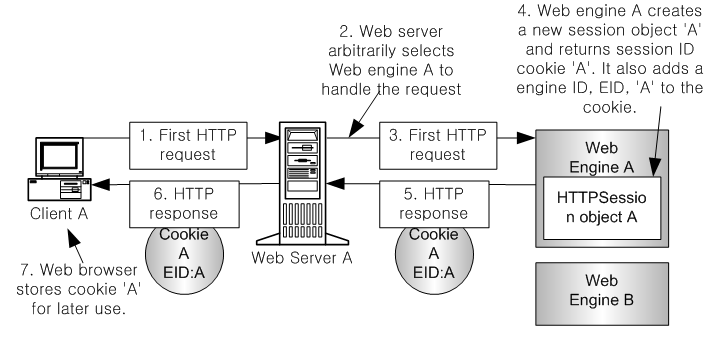 4. Web engine A creates
a new session object 'A'
and returns session ID
cookie 'A'. It also adds a
engine ID, EID, 'A' to the
cookie.
2. Web server
arbitrarily selects
Web engine A to
handle the request
1. First HTTP
request
3. First HTTP
request
Web
Engine A
HTTPSessio
n object A
6. HTTP
response
5. HTTP
response
Client A
Cookie
A
EID:A
Web Server A
Cookie
A
EID:A
7. Web browser
stores cookie 'A'
for later use.
Web
Engine B